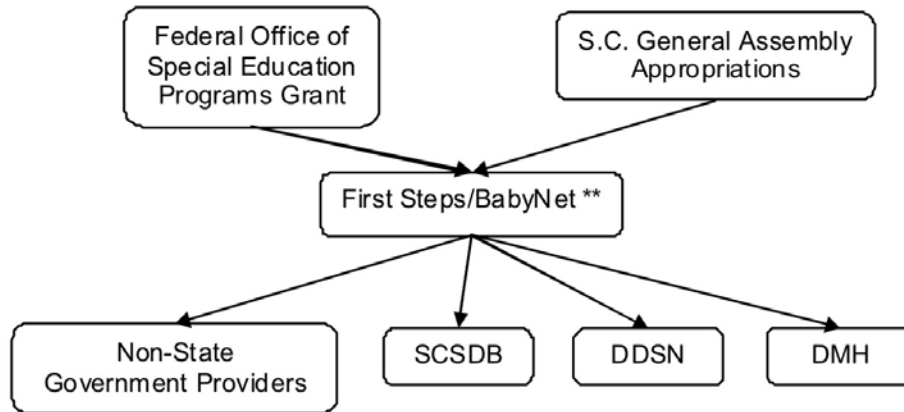 Federal Office of
Special Education
Programs Grant
S.C. General Assembly
Appropriations
First Steps/BabyNet **
Non-State
Government Providers
SCSDB
DDSN
DMH